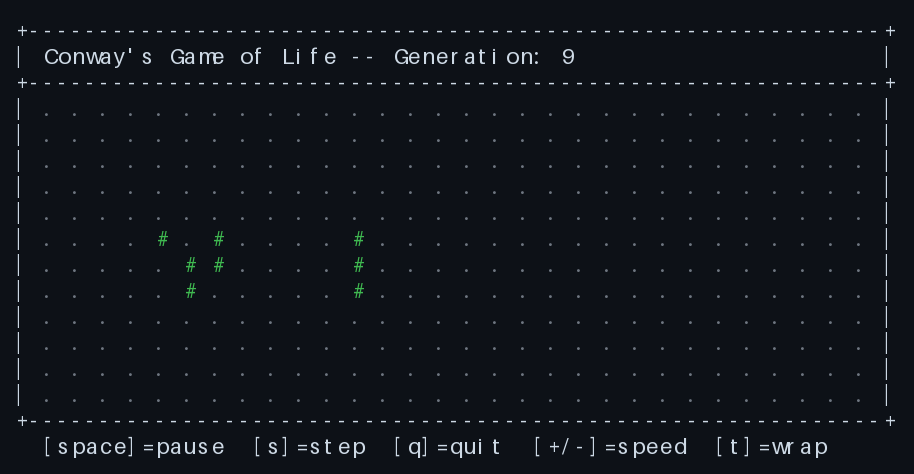 +-------------------------------------------------------------+
| Conway's Game of Life -- Generation: 9                      |
+-------------------------------------------------------------+
| . . . . . . . . . . . . . . . . . . . . . . . . . . . . . . |
| . . . . . . . . . . . . . . . . . . . . . . . . . . . . . . |
| . . . . . . . . . . . . . . . . . . . . . . . . . . . . . . |
| . . . . . . . . . . . . . . . . . . . . . . . . . . . . . . |
| . . . . . . . . . . . . . . . . . . . . . . . . . . . . . . |
| . . . . # . # . . . . # . . . . . . . . . . . . . . . . . . |
| . . . . . # # . . . . # . . . . . . . . . . . . . . . . . . |
| . . . . . # . . . . . # . . . . . . . . . . . . . . . . . . |
| . . . . . . . . . . . . . . . . . . . . . . . . . . . . . . |
| . . . . . . . . . . . . . . . . . . . . . . . . . . . . . . |
| . . . . . . . . . . . . . . . . . . . . . . . . . . . . . . |
| . . . . . . . . . . . . . . . . . . . . . . . . . . . . . . |
+-------------------------------------------------------------+
  [space]=pause  [s]=step  [q]=quit  [+/-]=speed  [t]=wrap